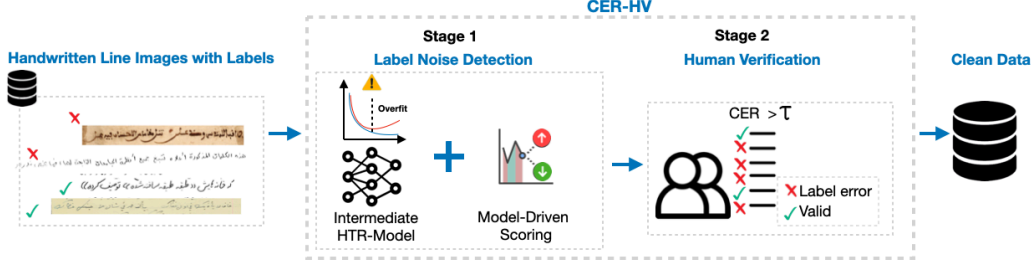 CER-HV
Handwritten Line Images with Labels
Stage 1
Label Noise Detection
Overfit
Intermediate
HTR-Model
Model-Driven
Scoring
Stage 2
Human Verification
CER > τ
Label error
Valid
Clean Data